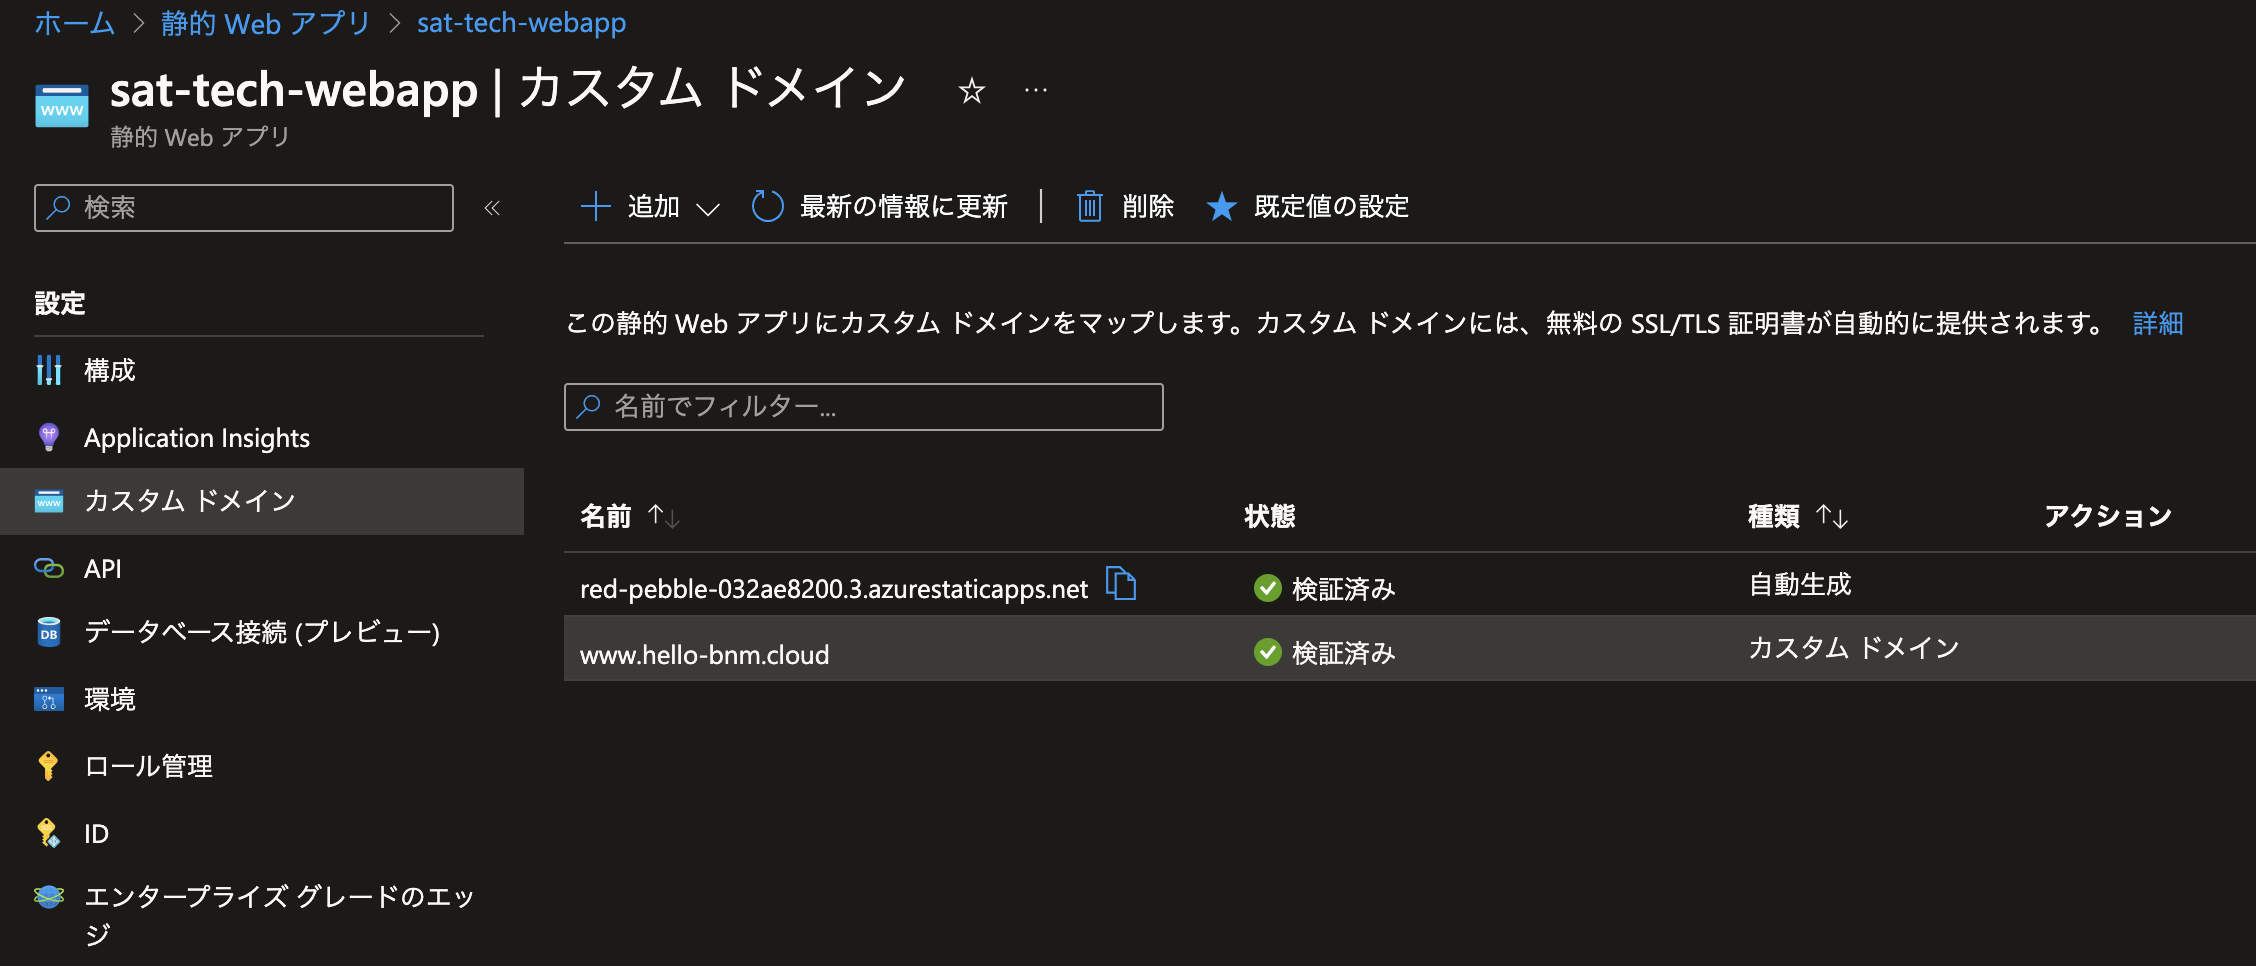 ホーム > 静的 Web アプリ > sat-tech-webapp
sat-tech-webapp | カスタム ドメイン ☆ …
静的 Web アプリ
WWW
検索
«
設定
構成
Application Insights
カスタム ドメイン
API
データベース接続 (プレビュー)
DB
環境
ロール管理
ID
エンタープライズ グレードのエッ
ジ
追加 最新の情報に更新 | 削除 既定値の設定
この静的 Web アプリにカスタム ドメインをマップします。カスタム ドメインには、無料の SSL/TLS 証明書が自動的に提供されます。 詳細
名前でフィルター...
名前 ↑↓ 状態 種類 ↑↓ アクション
red-pebble-032ae8200.3.azurestaticapps.net 検証済み 自動生成
www.hello-bnm.cloud 検証済み カスタム ドメイン